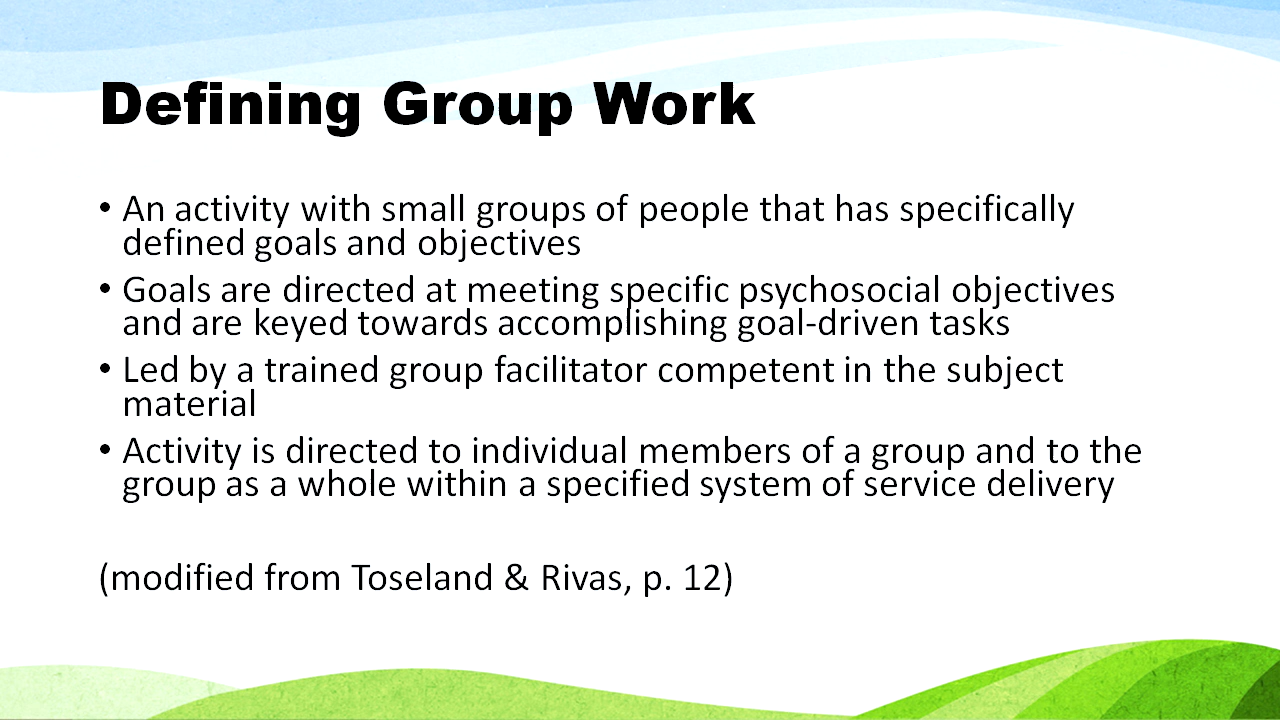 Defining Group Work
• An activity with small groups of people that has specifically
defined goals and objectives
• Goals are directed at meeting specific psychosocial objectives
and are keyed towards accomplishing goal-driven tasks
• Led by a trained group facilitator competent in the subject
material
• Activity is directed to individual members of a group and to the
group as a whole within a specified system of service delivery
(modified from Toseland & Rivas, p. 12)